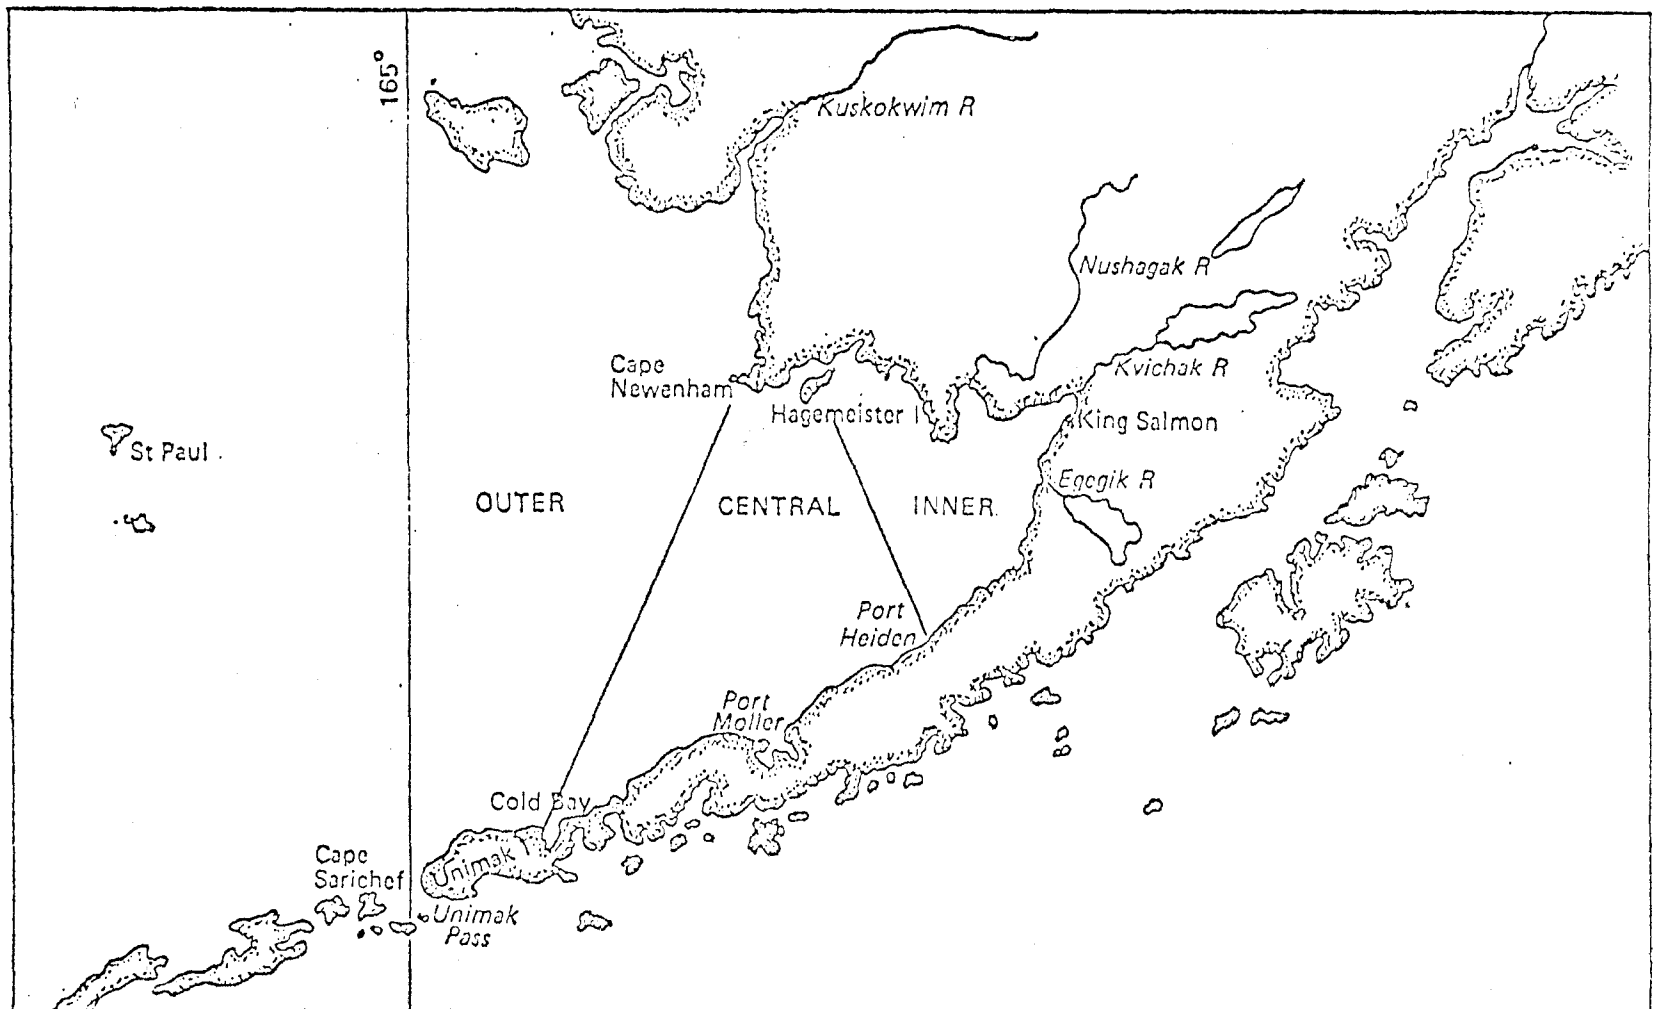 165°
Kuskokwim R
Nushagak R
Cape
Newenham
Kvichak R
Hagemeister I
King Salmon
St Paul
Egegik R
OUTER
CENTRAL
INNER
Port
Heiden
Port
Moller
Cold Bay
Cape
Sarichef
Unimak I
Unimak
Pass